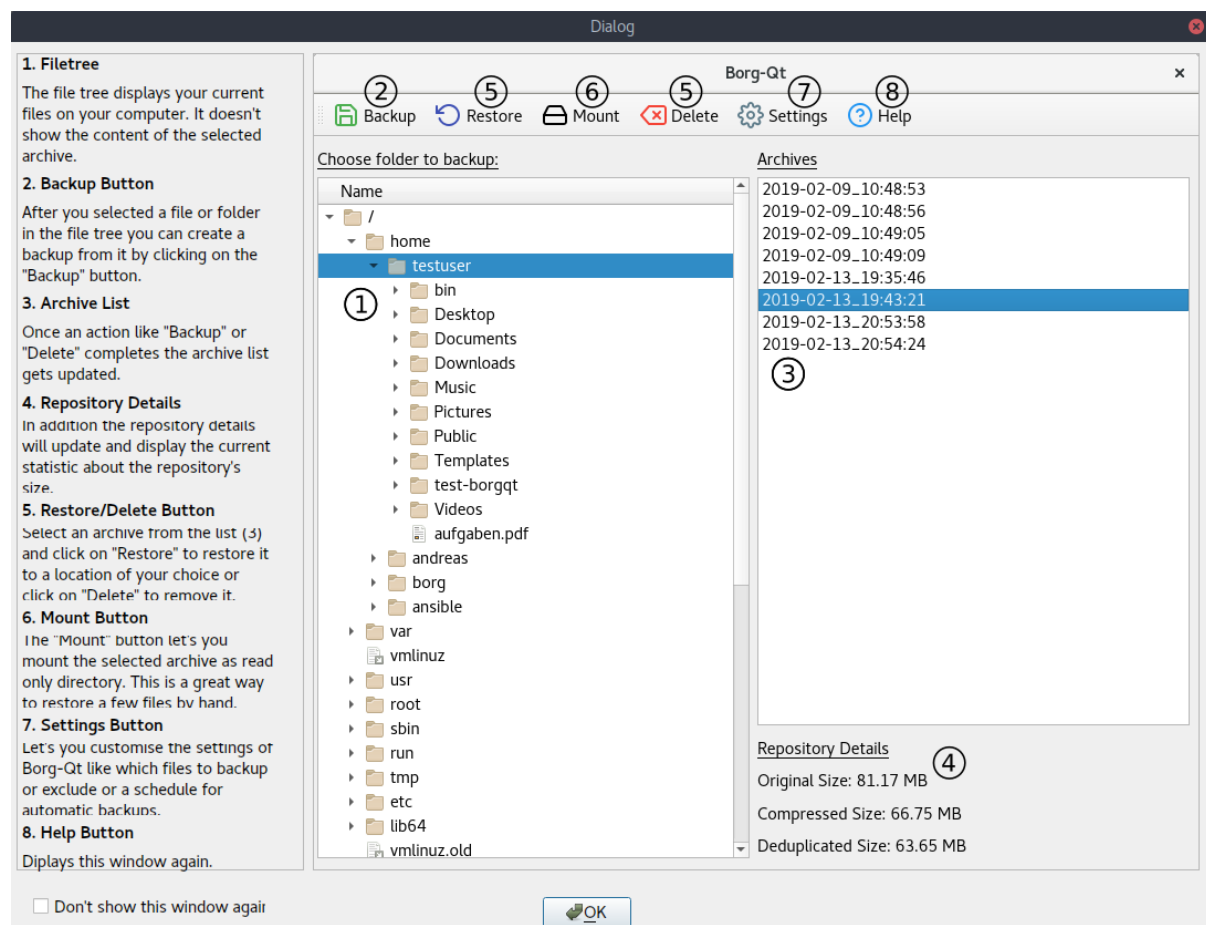 Dialog
1. Filetree
The file tree displays your current
files on your computer. It doesn't
show the content of the selected
archive.
2. Backup Button
After you selected a file or folder
in the file tree you can create a
backup from it by clicking on the
"Backup" button.
3. Archive List
Once an action like "Backup" or
"Delete" completes the archive list
gets updated.
4. Repository Details
In addition the repository details
will update and display the current
statistic about the repository's
size.
5. Restore/Delete Button
Select an archive from the list (3)
and click on "Restore" to restore it
to a location of your choice or
click on "Delete" to remove it.
6. Mount Button
The "Mount" button let's you
mount the selected archive as read
only directory. This is a great way
to restore a few files by hand.
7. Settings Button
Let's you customise the settings of
Borg-Qt like which files to backup
or exclude or a schedule for
automatic backups.
8. Help Button
Diplays this window again.
Borg-Qt
2 5 6 5 7 8
Backup Restore Mount Delete Settings Help
Choose folder to backup:
Name
/
home
testuser
1
bin
Desktop
Documents
Downloads
Music
Pictures
Public
Templates
test-borgqt
Videos
aufgaben.pdf
andreas
borg
ansible
var
vmlinuz
usr
root
sbin
run
tmp
etc
lib64
vmlinuz.old
Archives
2019-02-09_10:48:53
2019-02-09_10:48:56
2019-02-09_10:49:05
2019-02-09_10:49:09
2019-02-13_19:35:46
2019-02-13_19:43:21
2019-02-13_20:53:58
2019-02-13_20:54:24
3
Repository Details
4
Original Size: 81.17 MB
Compressed Size: 66.75 MB
Deduplicated Size: 63.65 MB
Don't show this window again
OK